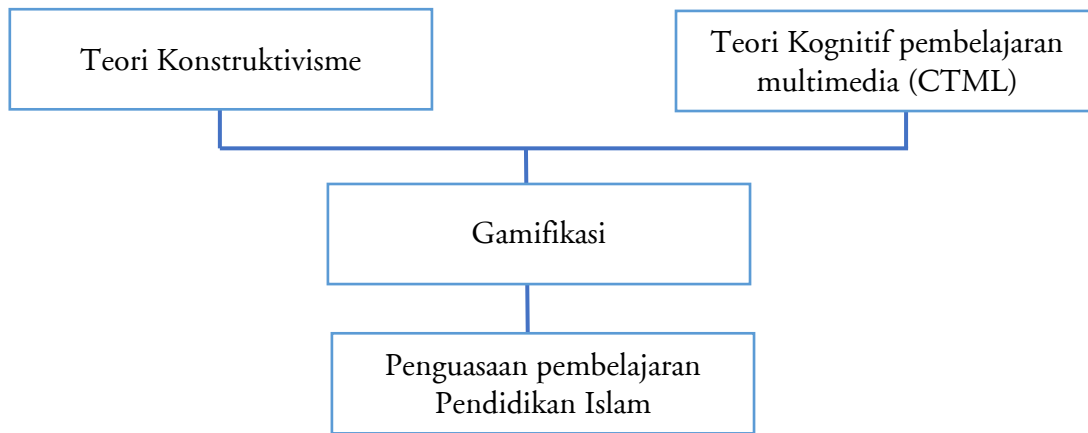 Teori Konstruktivisme
Teori Kognitif pembelajaran
multimedia (CTML)
Gamifikasi
Penguasaan pembelajaran
Pendidikan Islam